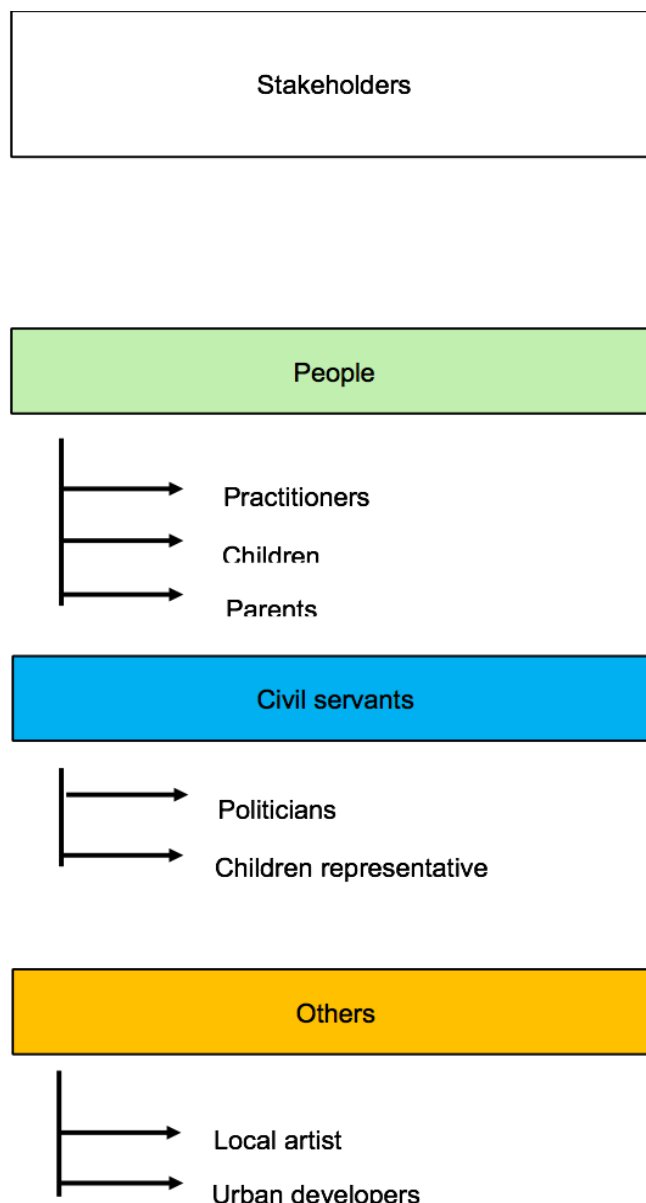 Stakeholders
People
Practitioners
Children
Parents
Civil servants
Politicians
Children representative
Others
Local artist
Urban developers